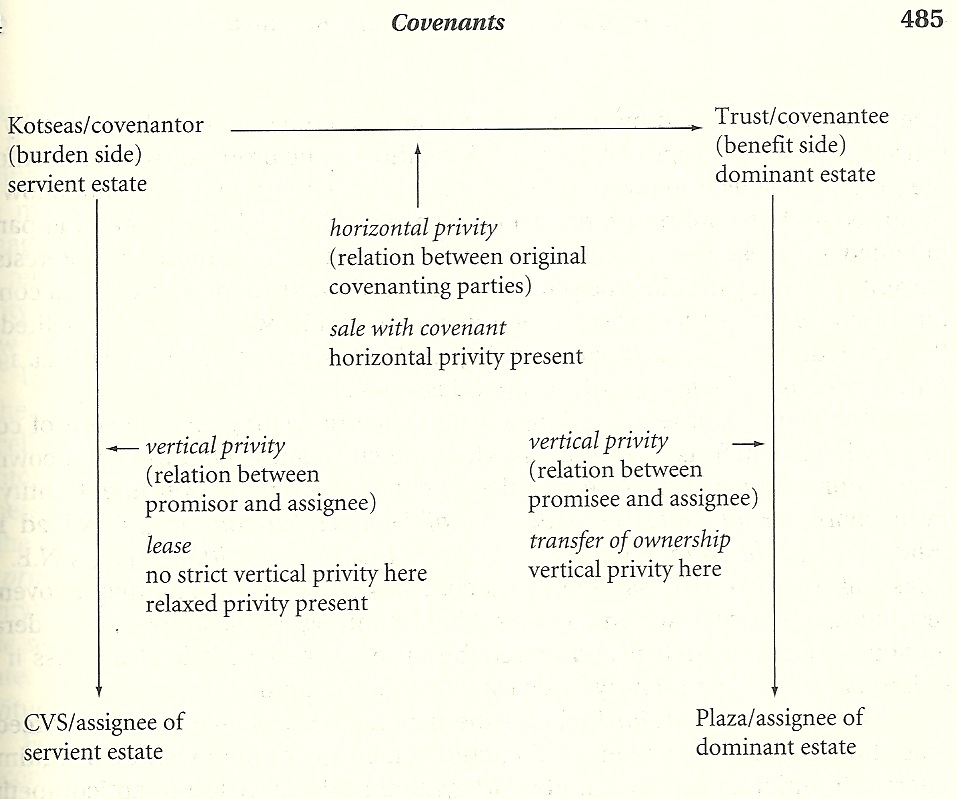 Covenants
485
Kotseas/covenantor
(burden side)
servient estate
Trust/covenantee
(benefit side)
dominant estate
horizontal privity
(relation between original
covenanting parties)
sale with covenant
horizontal privity present
vertical privity
(relation between
promisor and assignee)
lease
no strict vertical privity here
relaxed privity present
vertical privity
(relation between
promisee and assignee)
transfer of ownership
vertical privity here
CVS/assignee of
servient estate
Plaza/assignee of
dominant estate